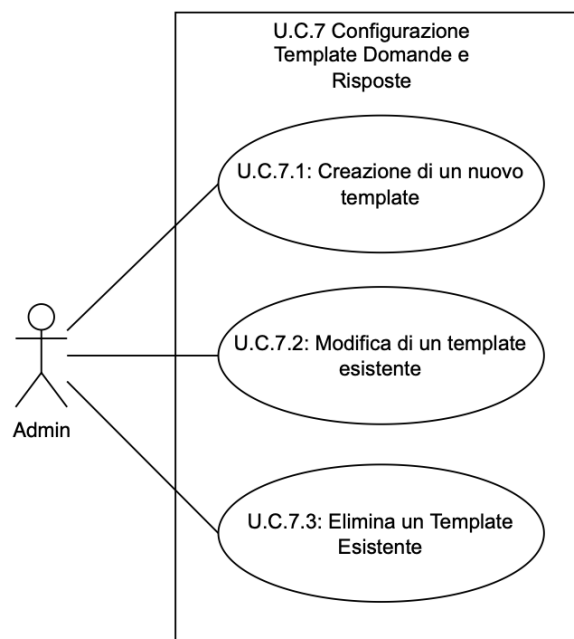 U.C.7 Configurazione
Template Domande e
Risposte
U.C.7.1: Creazione di un nuovo
template
U.C.7.2: Modifica di un template
esistente
Admin
U.C.7.3: Elimina un Template
Esistente